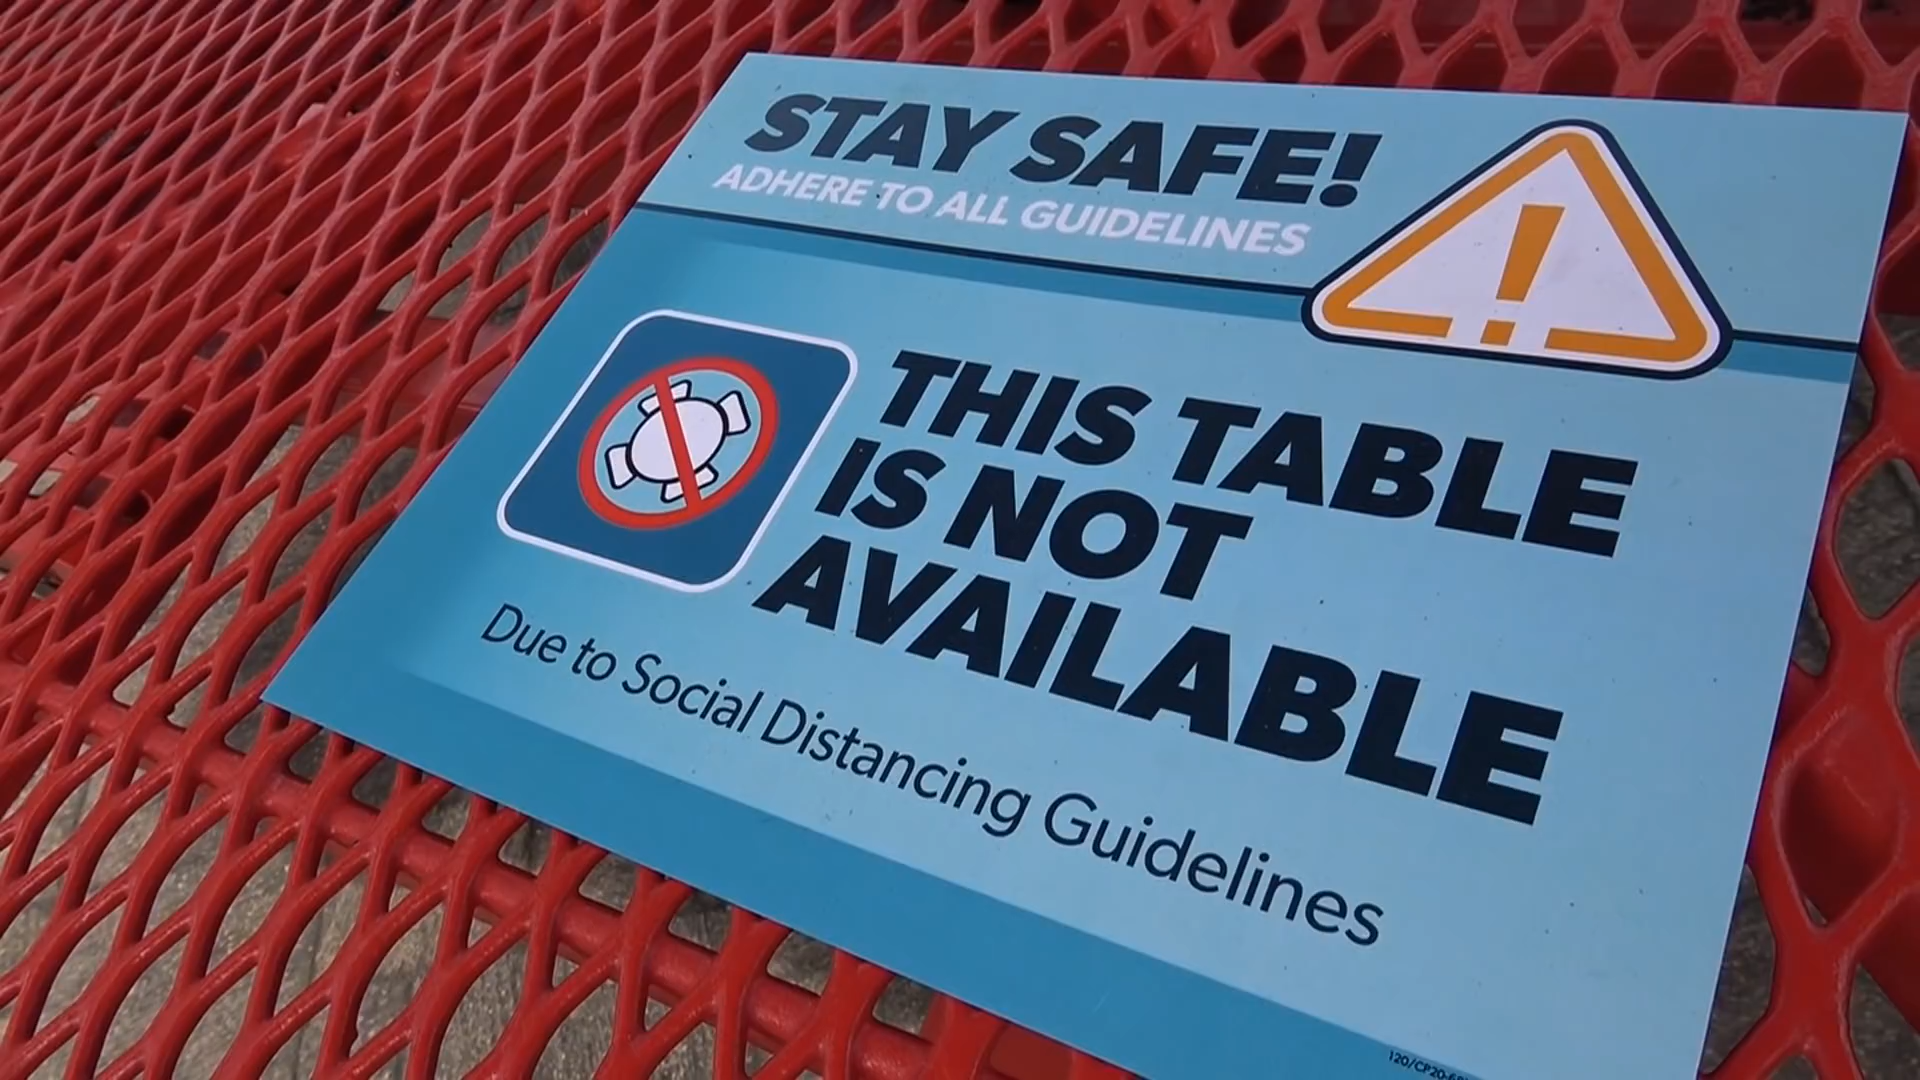 STAY SAFE!
ADHERE TO ALL GUIDELINES
THIS TABLE
IS NOT
AVAILABLE
Due to Social Distancing Guidelines